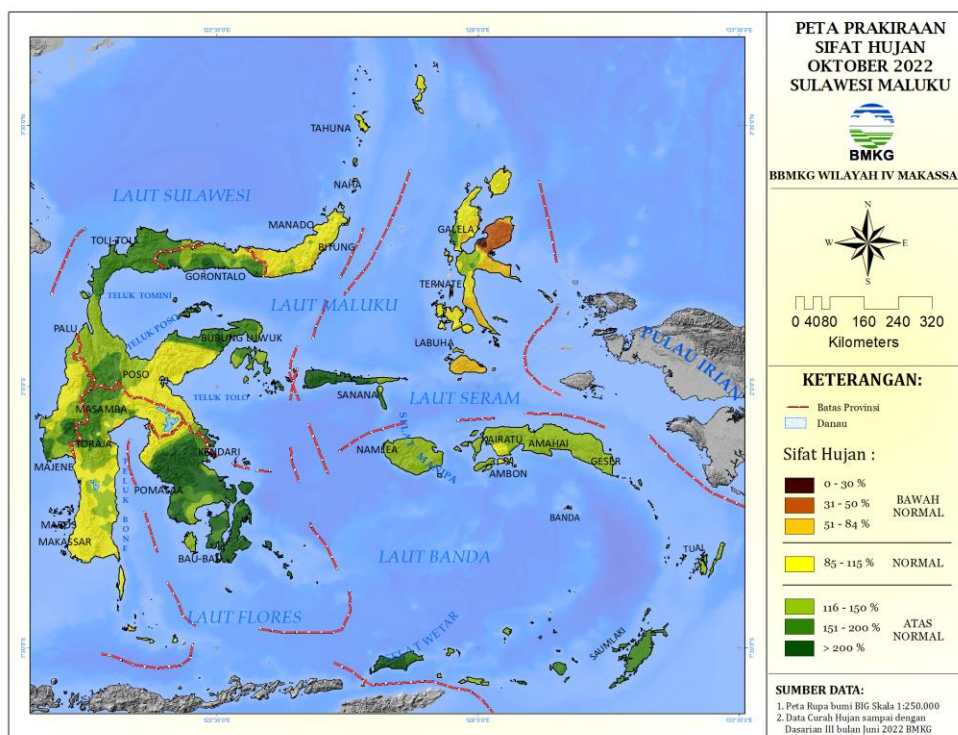 PETA PRAKIRAAN
SIFAT HUJAN
OKTOBER 2022
SULAWESI MALUKU
BMKG
BBMKG WILAYAH IV MAKASSA
N
W E
S
0 4080 160 240 320
Kilometers
KETERANGAN:
Batas Provinsi
Danau
Sifat Hujan :
0 - 30 %
31 - 50 %
51 - 84 %
BAWAH
NORMAL
85 - 115 %
NORMAL
116 - 150 %
151 - 200 %
> 200 %
ATAS
NORMAL
SUMBER DATA:
1. Peta Rupa bumi BIG Skala 1:250.000
2. Data Curah Hujan sampai dengan
Dasarian III bulan Juni 2022 BMKG
TAHUNA
NAHA
LAUT SULAWESI
MANADO
BITUNG
TOLI-TOLI
GORONTALO
GALELA
LAUT MALUKU
TERNATE
TELUK TOMINI
TELUK POSO
PALU
BUBUNG LUWUK
LABUHA
PULAU IRIAN
POSO
TELUK TOLO
SANANA
LAUT SERAM
MASAMBA
TORAJA
MAJENE
KENDARI
NAMLEA
MANIPA
KAIRATU
AMAHAI
GESER
AMBON
POMALAA
TELUK BONE
MAROS
MAKASSAR
BAU-BAU
BANDA
LAUT BANDA
TUAL
LAUT FLORES
SELAT WETAR
SAUMLAKI